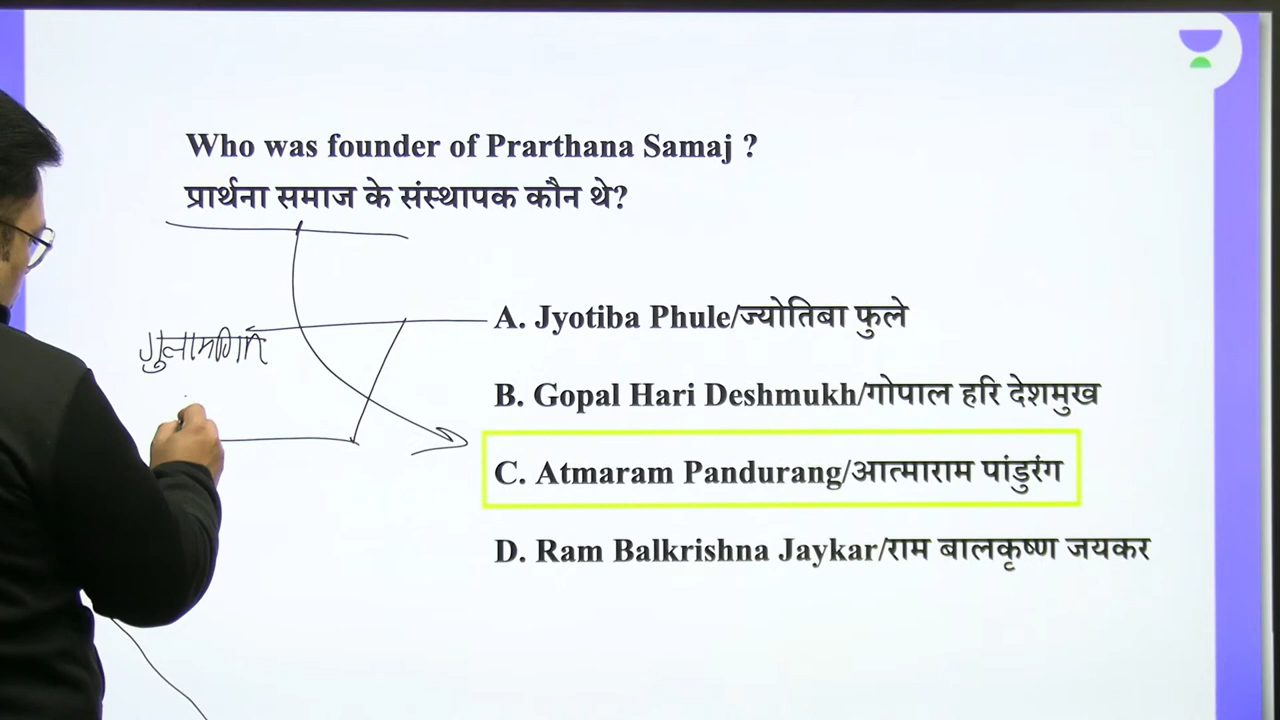 Who was founder of Prarthana Samaj ?
प्रार्थना समाज के संस्थापक कौन थे?
A. Jyotiba Phule/ज्योतिबा फुले
गुलामगिरी
B. Gopal Hari Deshmukh/गोपाल हरि देशमुख
C. Atmaram Pandurang/आत्माराम पांडुरंग
D. Ram Balkrishna Jaykar/राम बालकृष्ण जयकर